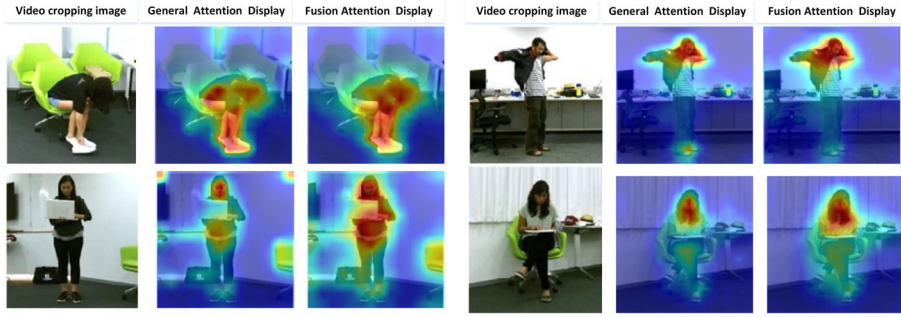 Video cropping image General Attention Display Fusion Attention Display Video cropping image General Attention Display Fusion Attention Display